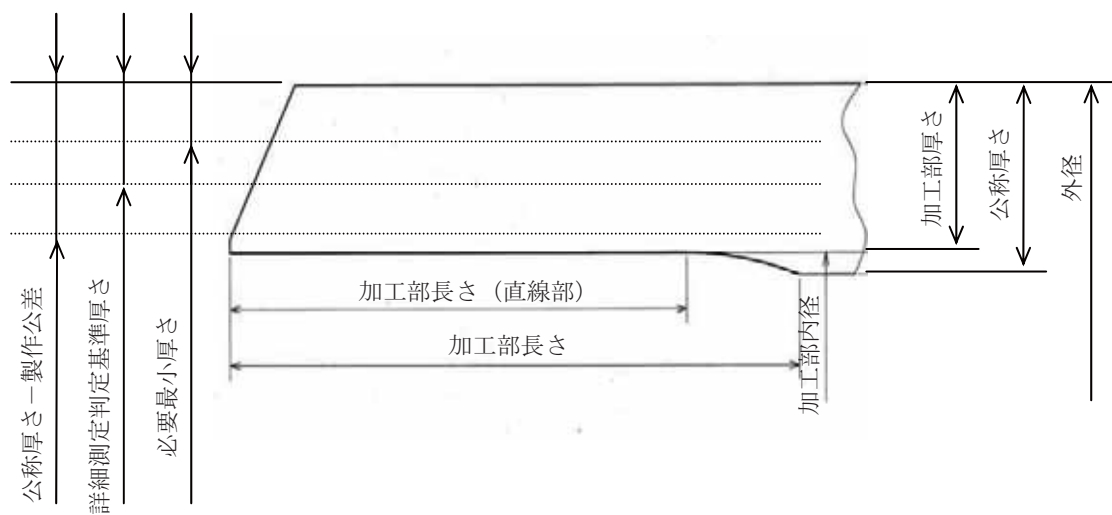 公称厚さ－製作公差
詳細測定判定基準厚さ
必要最小厚さ
加工部長さ（直線部）
加工部長さ
加工部内径
加工部厚さ
公称厚さ
外径